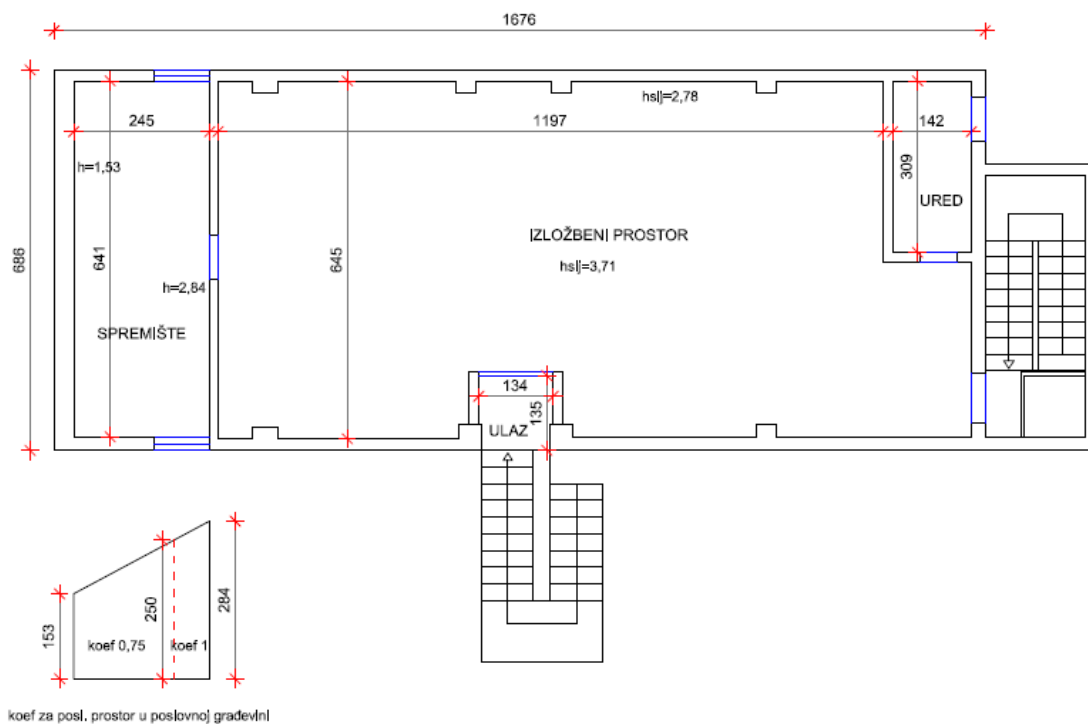 1676
hslj=2,78
245
1197
142
h=1,53
309
URED
IZLOŽBENI PROSTOR
hslj=3,71
686
641
645
h=2,84
SPREMIŠTE
134
135
ULAZ
153
250
284
koef 0,75
koef 1
koef za posl. prostor u poslovnoj građevini